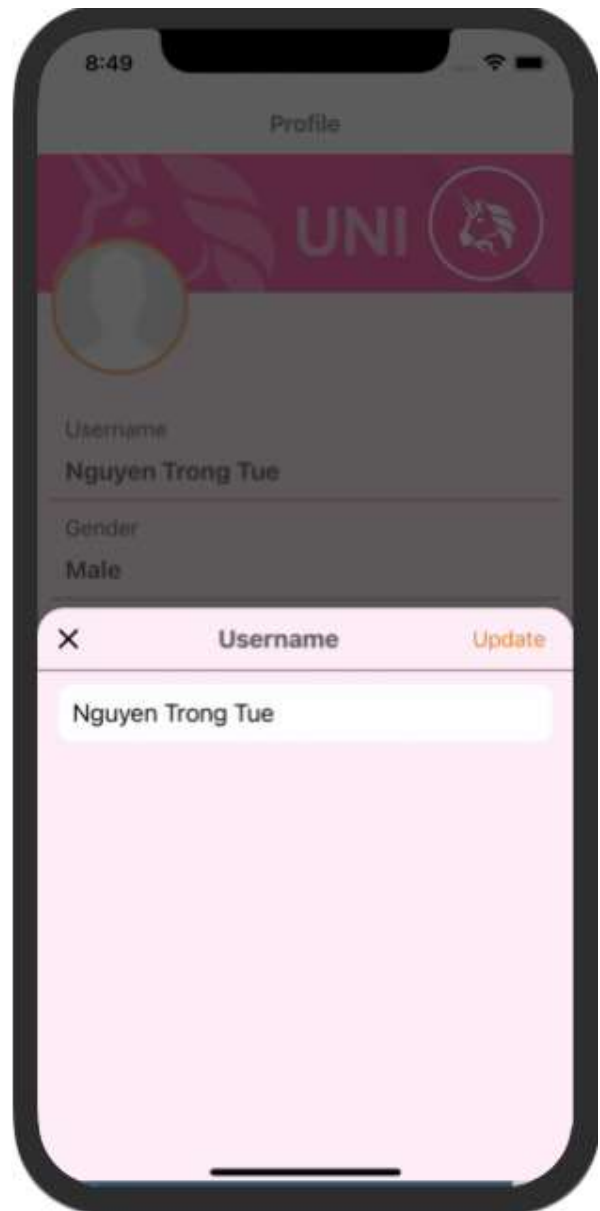 8:49
Profile
UNI
Username
Nguyen Trong Tue
Gender
Male
Username
Update
Nguyen Trong Tue